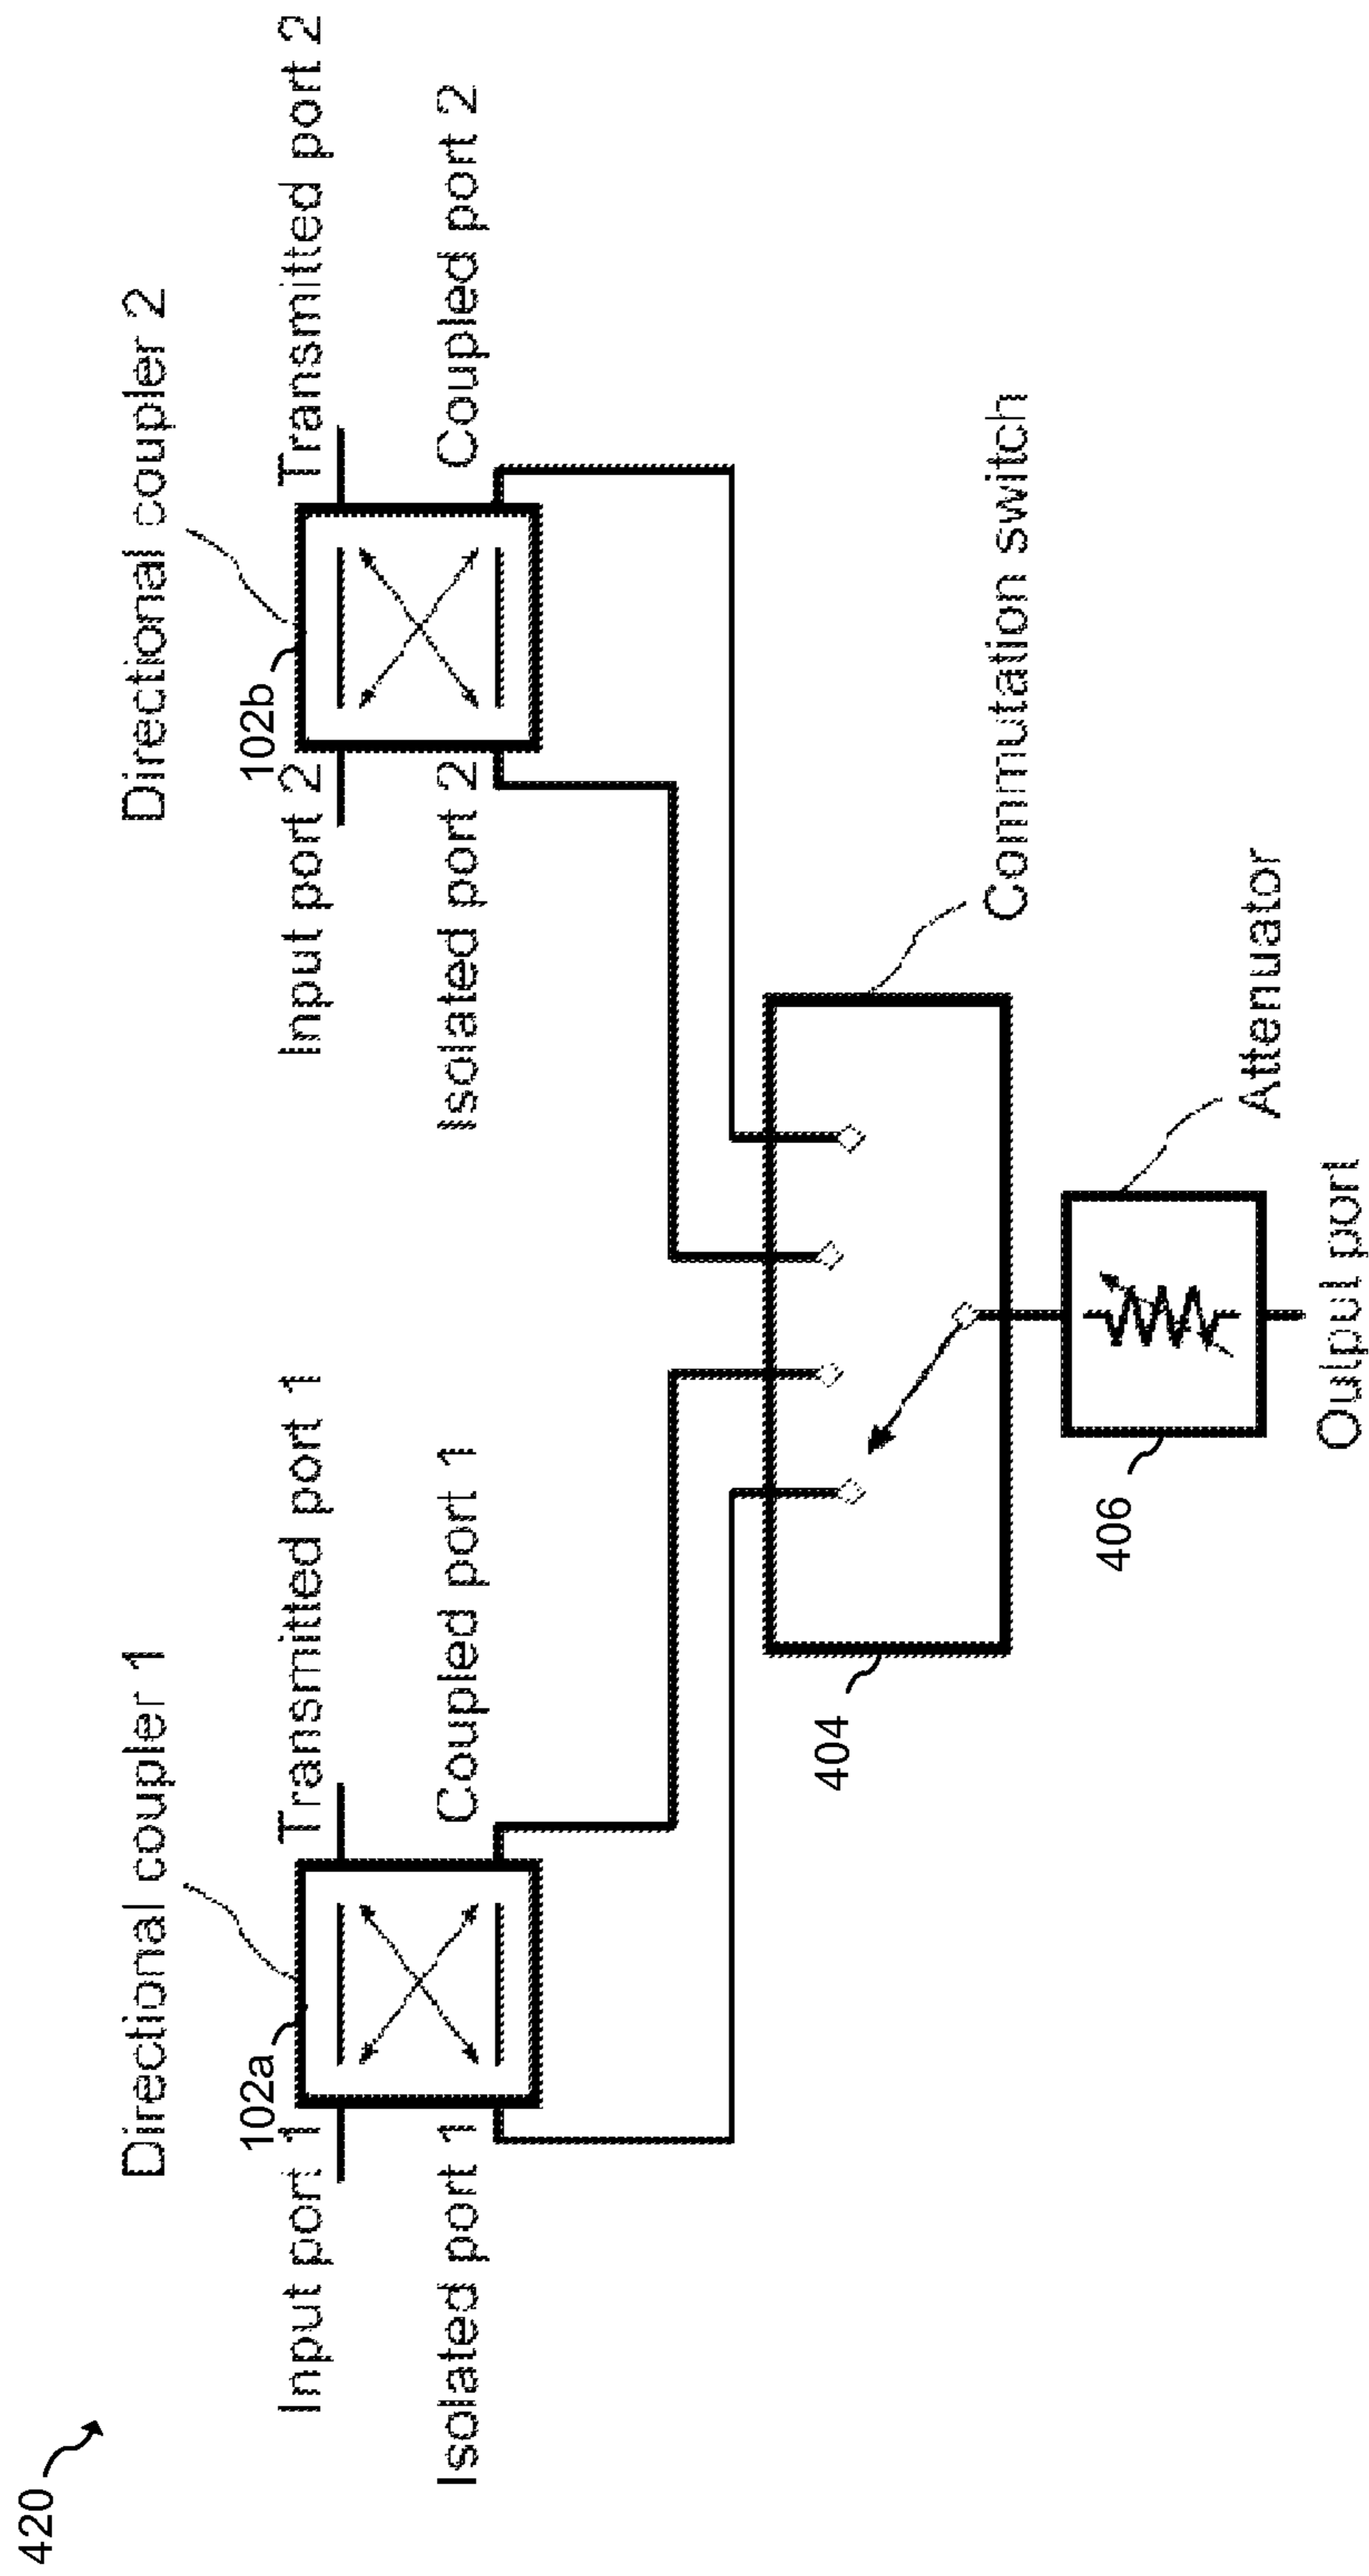 420
Directional coupler 1
Directional coupler 2
102a
102b
Input port 1
Transmitted port 1
Input port 2
Transmitted port 2
Isolated port 1
Coupled port 1
Isolated port 2
Coupled port 2
404
Commutation switch
406
Attenuator
Output port